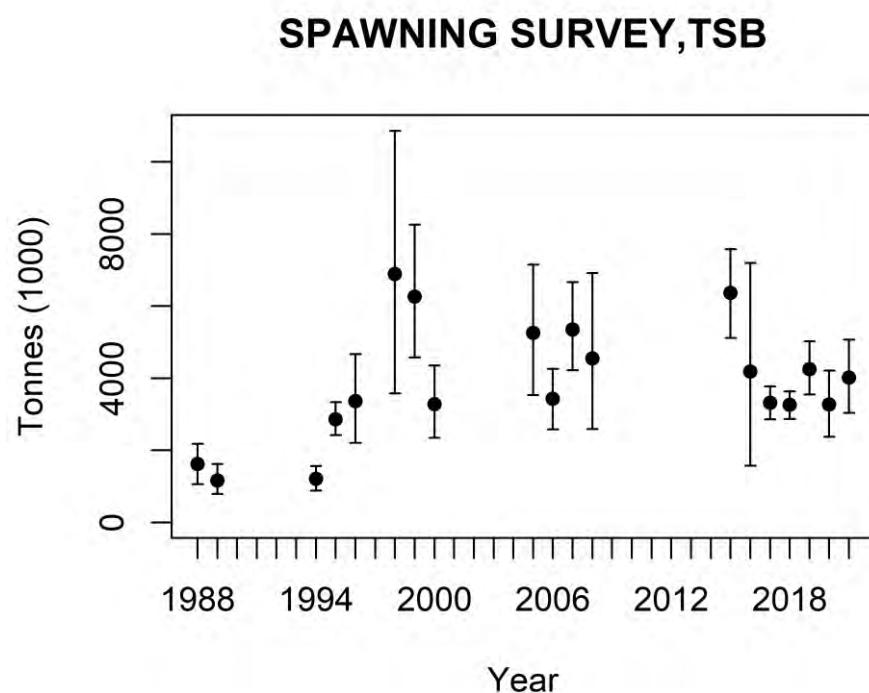 SPAWNING SURVEY,TSB
Tonnes (1000)
8000
4000
0
1988 1994 2000 2006 2012 2018
Year